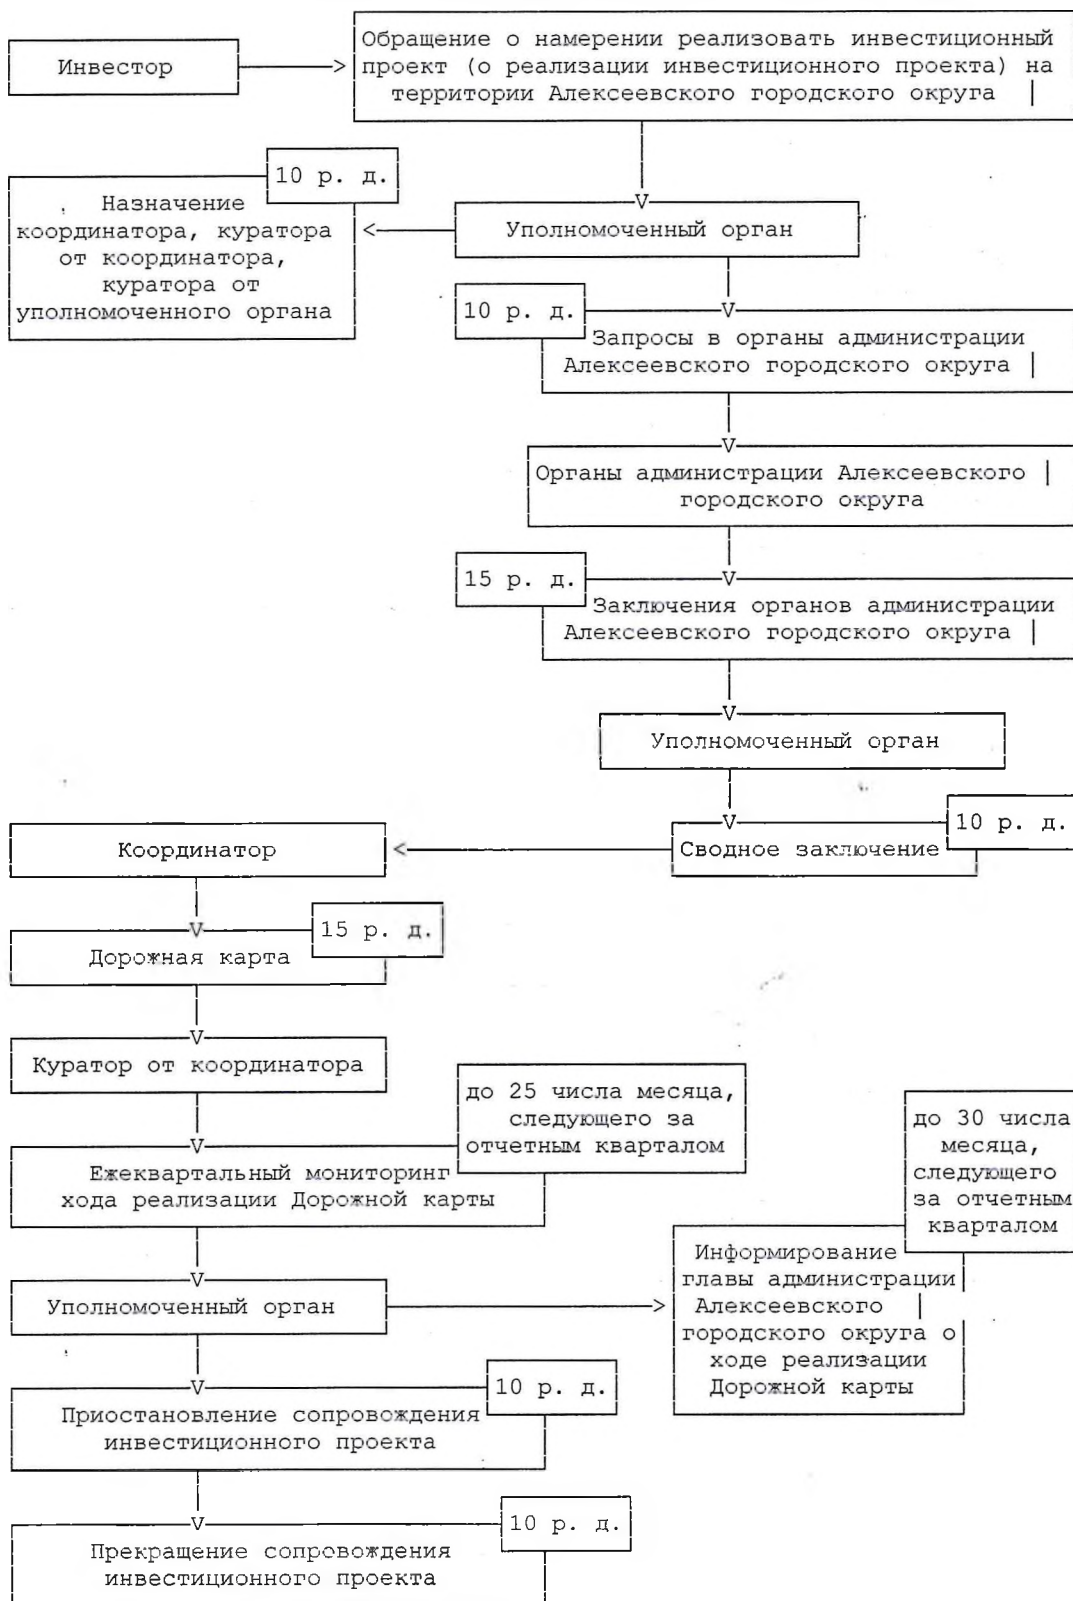 Инвестор
Обращение о намерении реализовать инвестиционный
проект (о реализации инвестиционного проекта) на
территории Алексеевского городского округа
10 р. д.
Назначение
координатора, куратора
от координатора,
куратора от
уполномоченного органа
Уполномоченный орган
10 р. д.
Запросы в органы администрации
Алексеевского городского округа
Органы администрации Алексеевского
городского округа
15 р. д.
Заключения органов администрации
Алексеевского городского округа
Уполномоченный орган
10 р. д.
Сводное заключение
Координатор
15 р. д.
Дорожная карта
Куратор от координатора
до 25 числа месяца,
следующего за
отчетным кварталом
Ежеквартальный мониторинг
хода реализации Дорожной карты
до 30 числа
месяца,
следующего
за отчетным
кварталом
Информирование
главы администрации
Алексеевского
городского округа о
ходе реализации
Дорожной карты
Уполномоченный орган
10 р. д.
Приостановление сопровождения
инвестиционного проекта
10 р. д.
Прекращение сопровождения
инвестиционного проекта